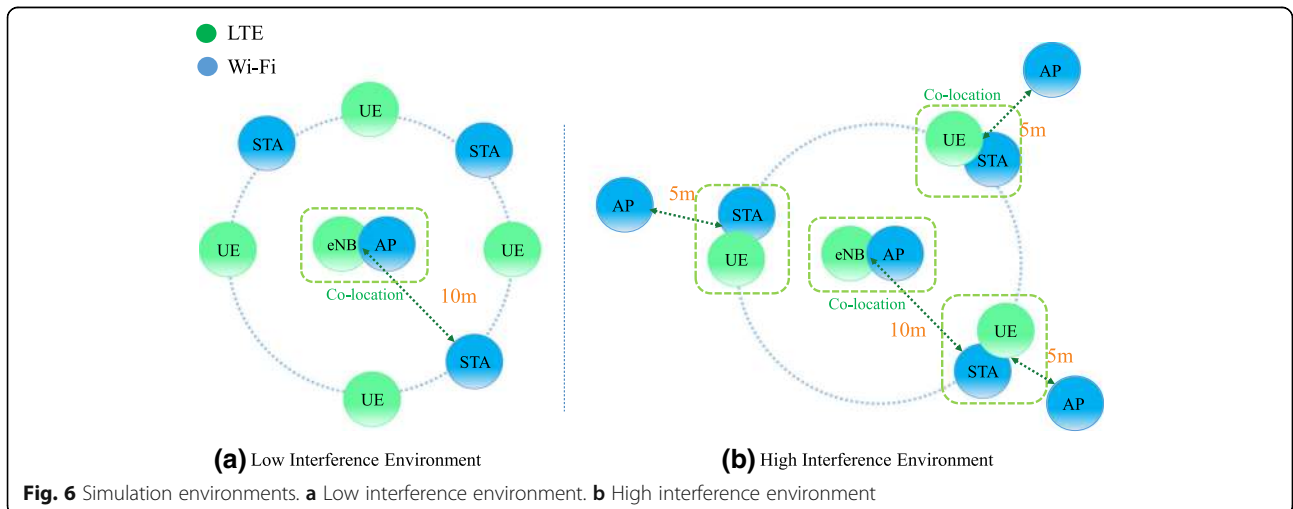 LTE
Wi-Fi
UE
STA
STA
UE
eNB
AP
UE
Co-location
10m
STA
UE
(a) Low Interference Environment
AP
Co-location
UE
5m
STA
AP
5m
STA
UE
eNB
AP
Co-location
10m
UE
STA
5m
AP
(b) High Interference Environment
Fig. 6 Simulation environments. a Low interference environment. b High interference environment